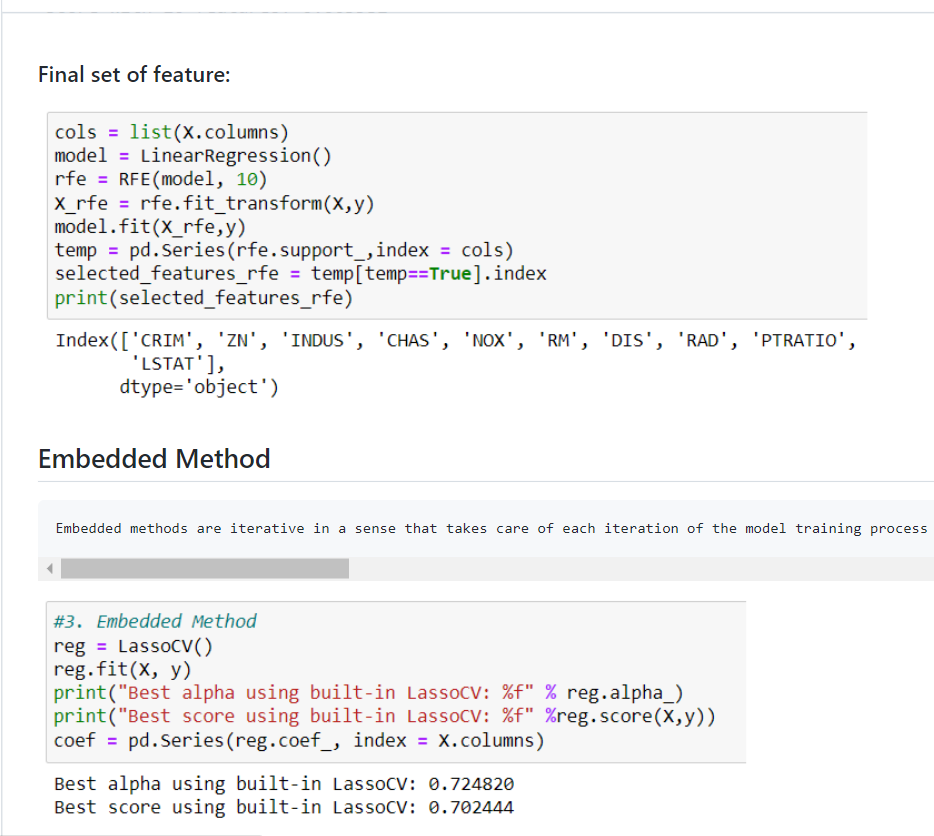 Final set of feature:
cols = list(X.columns)
model = LinearRegression()
rfe = RFE(model, 10)
X_rfe = rfe.fit_transform(X,y)
model.fit(X_rfe,y)
temp = pd.Series(rfe.support_,index = cols)
selected_features_rfe = temp[temp==True].index
print(selected_features_rfe)
Index(['CRIM', 'ZN', 'INDUS', 'CHAS', 'NOX', 'RM', 'DIS', 'RAD', 'PTRATIO',
'LSTAT'],
dtype='object')
Embedded Method
Embedded methods are iterative in a sense that takes care of each iteration of the model training process
#3. Embedded Method
reg = LassoCV()
reg.fit(X, y)
print("Best alpha using built-in LassoCV: %f" % reg.alpha_)
print("Best score using built-in LassoCV: %f" %reg.score(X,y))
coef = pd.Series(reg.coef_, index = X.columns)
Best alpha using built-in LassoCV: 0.724820
Best score using built-in LassoCV: 0.702444